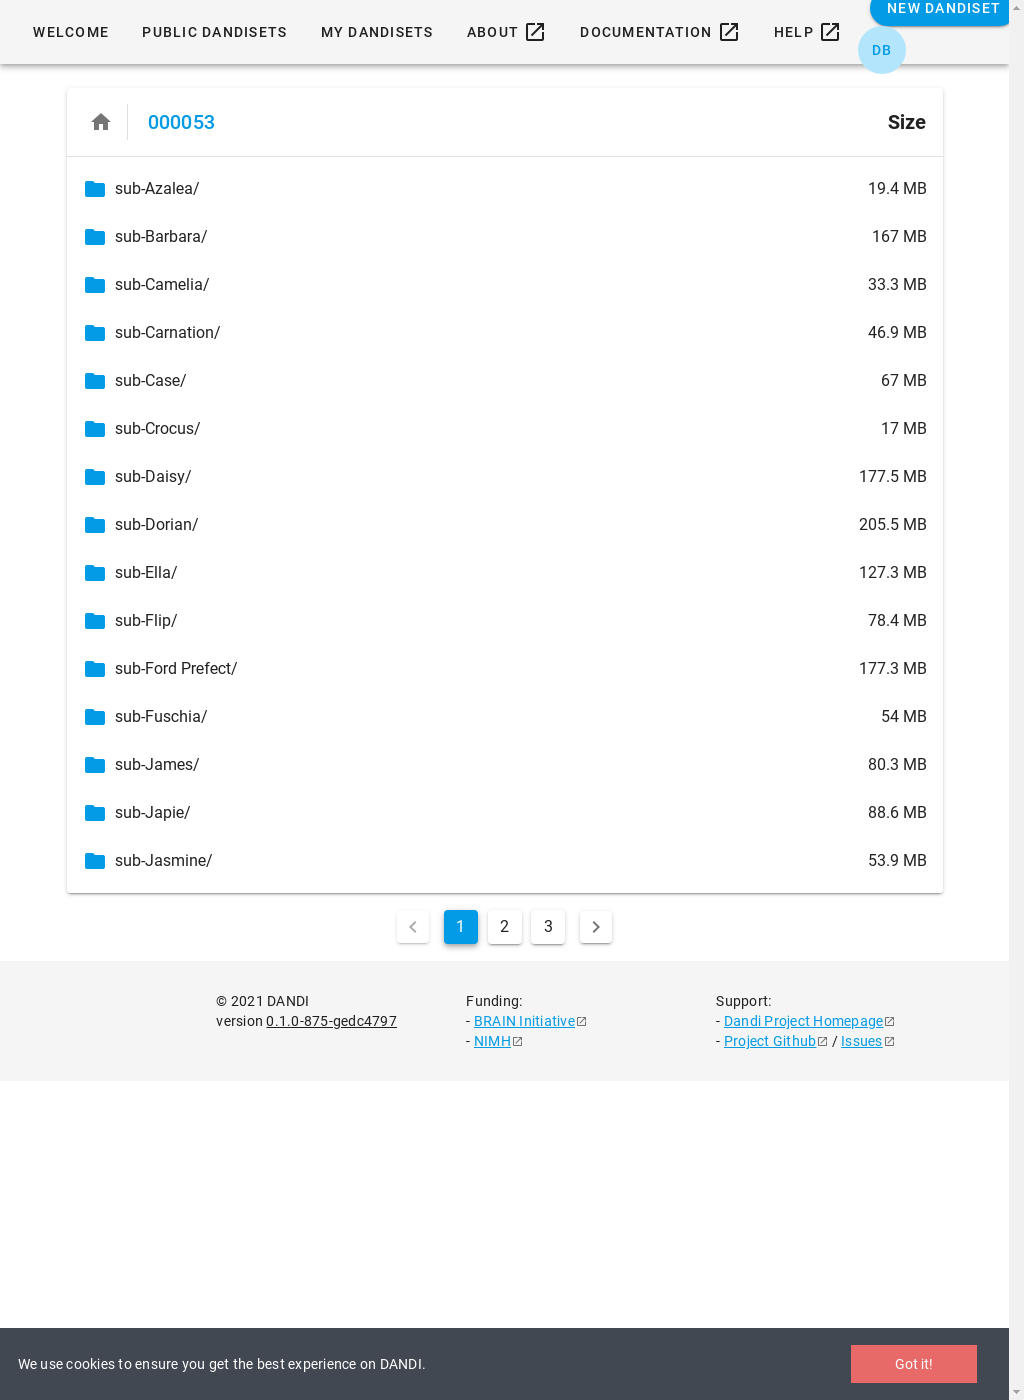 NEW DANDISET
WELCOME PUBLIC DANDISETS MY DANDISETS ABOUT DOCUMENTATION HELP
DB
000053 Size
sub-Azalea/ 19.4 MB
sub-Barbara/ 167 MB
sub-Camelia/ 33.3 MB
sub-Carnation/ 46.9 MB
sub-Case/ 67 MB
sub-Crocus/ 17 MB
sub-Daisy/ 177.5 MB
sub-Dorian/ 205.5 MB
sub-Ella/ 127.3 MB
sub-Flip/ 78.4 MB
sub-Ford Prefect/ 177.3 MB
sub-Fuschia/ 54 MB
sub-James/ 80.3 MB
sub-Japie/ 88.6 MB
sub-Jasmine/ 53.9 MB
1 2 3
© 2021 DANDI
version 0.1.0-875-gedc4797
Funding:
- BRAIN Initiative
- NIMH
Support:
- Dandi Project Homepage
- Project Github / Issues
We use cookies to ensure you get the best experience on DANDI. Got it!